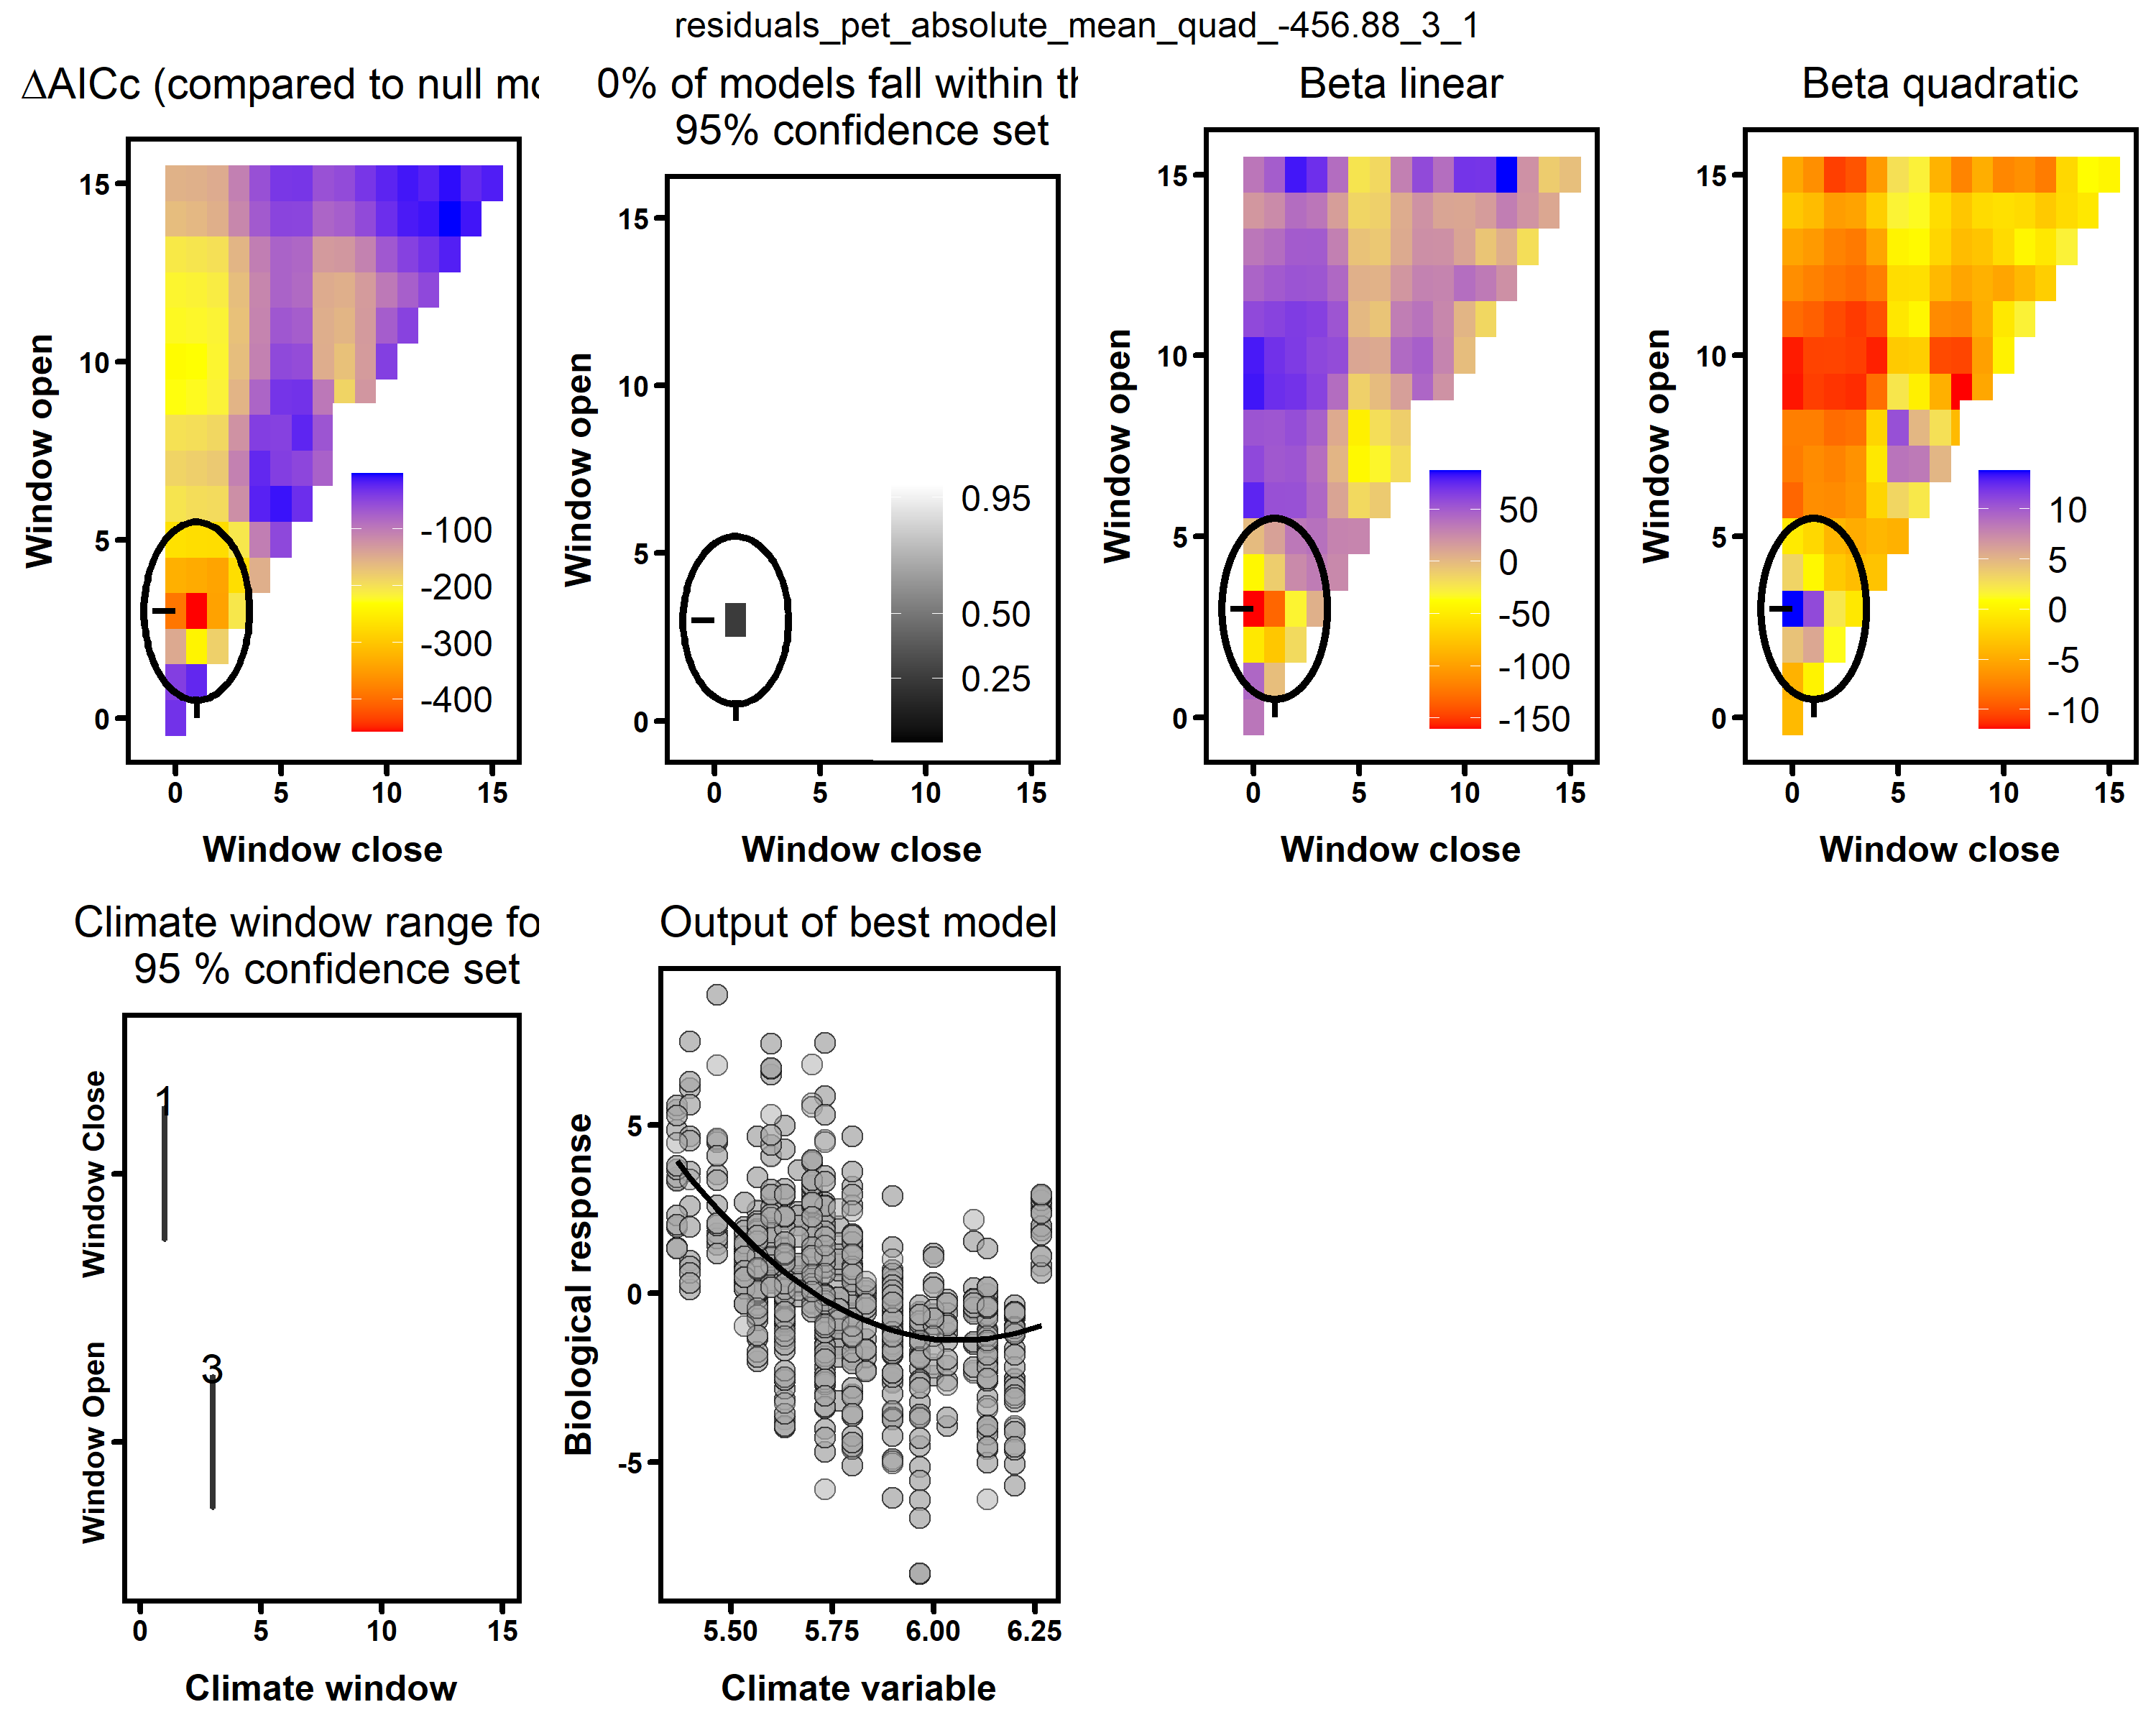 residuals_pet_absolute_mean_quad_-456.88_3_1
ΔAICc (compared to null mo
Window open
15
10
5
0
-100
-200
-300
-400
0 5 10 15
Window close
0% of models fall within th
95% confidence set
Window open
15
10
5
0
0.95
0.50
0.25
0 5 10 15
Window close
Beta linear
Window open
15
10
5
0
50
0
-50
-100
-150
0 5 10 15
Window close
Beta quadratic
Window open
15
10
5
0
10
5
0
-5
-10
0 5 10 15
Window close
Climate window range fo
95 % confidence set
Window Close
Window Open
1
3
0 5 10 15
Climate window
Output of best model
Biological response
5
0
-5
5.50 5.75 6.00 6.25
Climate variable